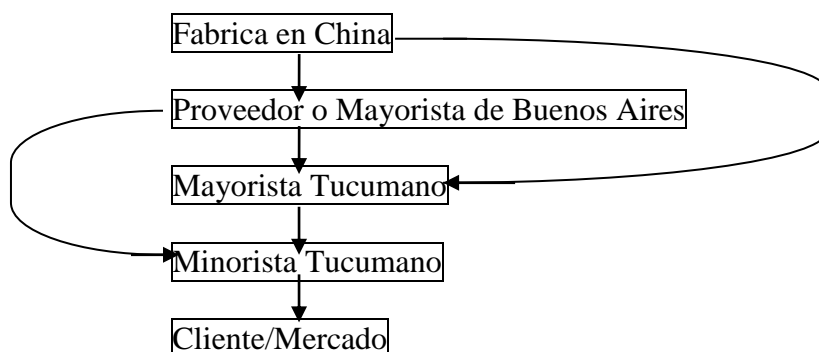 Fabrica en China
Proveedor o Mayorista de Buenos Aires
Mayorista Tucumano
Minorista Tucumano
Cliente/Mercado